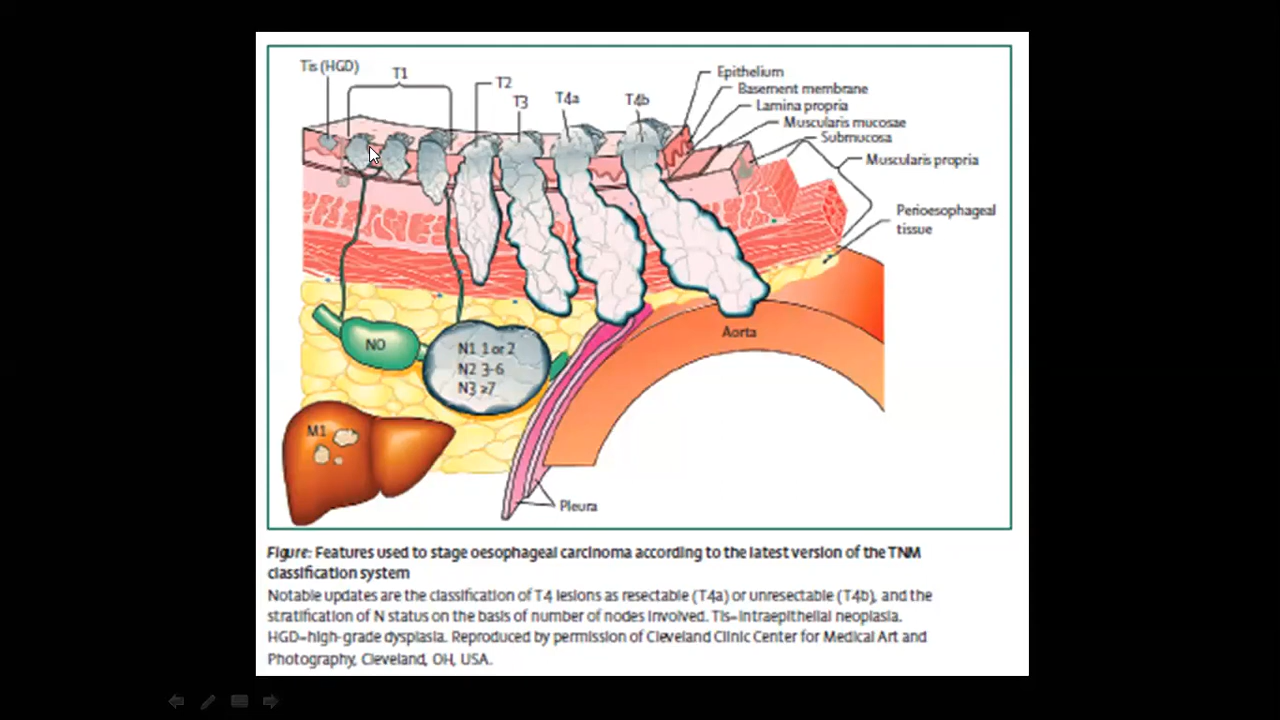 Tis (HGD)
T1
T2
T3
T4a
T4b
Epithelium
Basement membrane
Lamina propria
Muscularis mucosae
Submucosa
Muscularis propria
Perioesophageal
tissue
Aorta
N0
N1 1 or 2
N2 3-6
N3 ≥7
M1
Pleura
Figure: Features used to stage oesophageal carcinoma according to the latest version of the TNM
classification system
Notable updates are the classification of T4 lesions as resectable (T4a) or unresectable (T4b), and the
stratification of N status on the basis of number of nodes involved. Tis=intraepithelial neoplasia.
HGD=high-grade dysplasia. Reproduced by permission of Cleveland Clinic Center for Medical Art and
Photography, Cleveland, OH, USA.